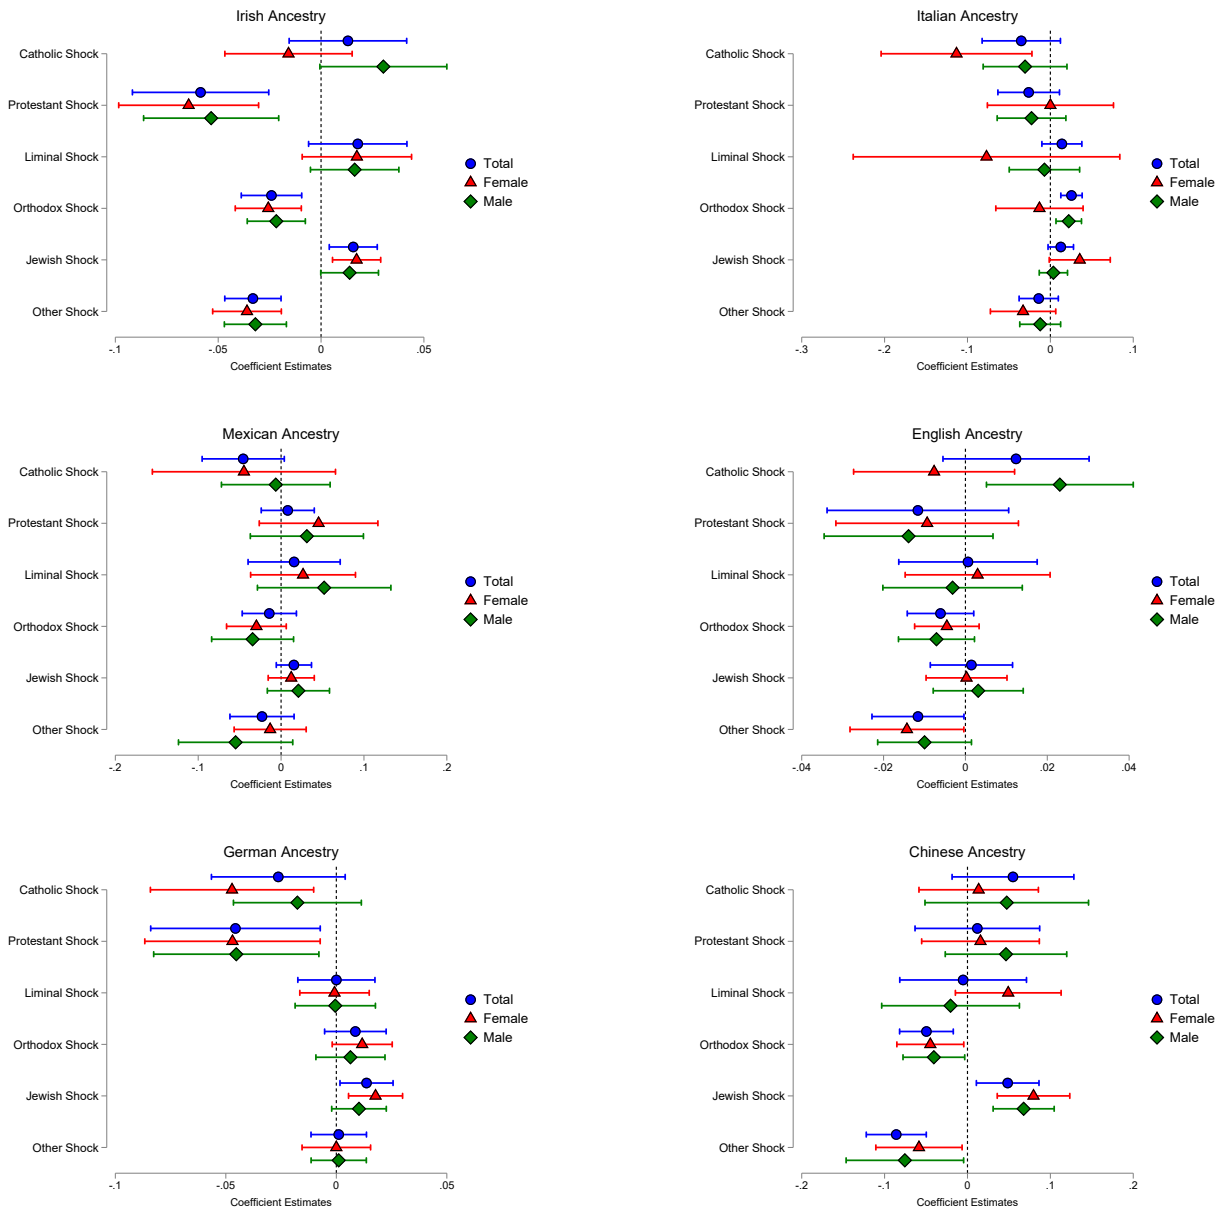 Irish Ancestry
Catholic Shock
Protestant Shock
Liminal Shock
Orthodox Shock
Jewish Shock
Other Shock
-.1 -.05 0 .05
Coefficient Estimates
Total
Female
Male
Italian Ancestry
Catholic Shock
Protestant Shock
Liminal Shock
Orthodox Shock
Jewish Shock
Other Shock
-.3 -.2 -.1 0 .1
Coefficient Estimates
Total
Female
Male
Mexican Ancestry
Catholic Shock
Protestant Shock
Liminal Shock
Orthodox Shock
Jewish Shock
Other Shock
-.2 -.1 0 .1 .2
Coefficient Estimates
Total
Female
Male
English Ancestry
Catholic Shock
Protestant Shock
Liminal Shock
Orthodox Shock
Jewish Shock
Other Shock
-.04 -.02 0 .02 .04
Coefficient Estimates
Total
Female
Male
German Ancestry
Catholic Shock
Protestant Shock
Liminal Shock
Orthodox Shock
Jewish Shock
Other Shock
-.1 -.05 0 .05
Coefficient Estimates
Total
Female
Male
Chinese Ancestry
Catholic Shock
Protestant Shock
Liminal Shock
Orthodox Shock
Jewish Shock
Other Shock
-.2 -.1 0 .1 .2
Coefficient Estimates
Total
Female
Male